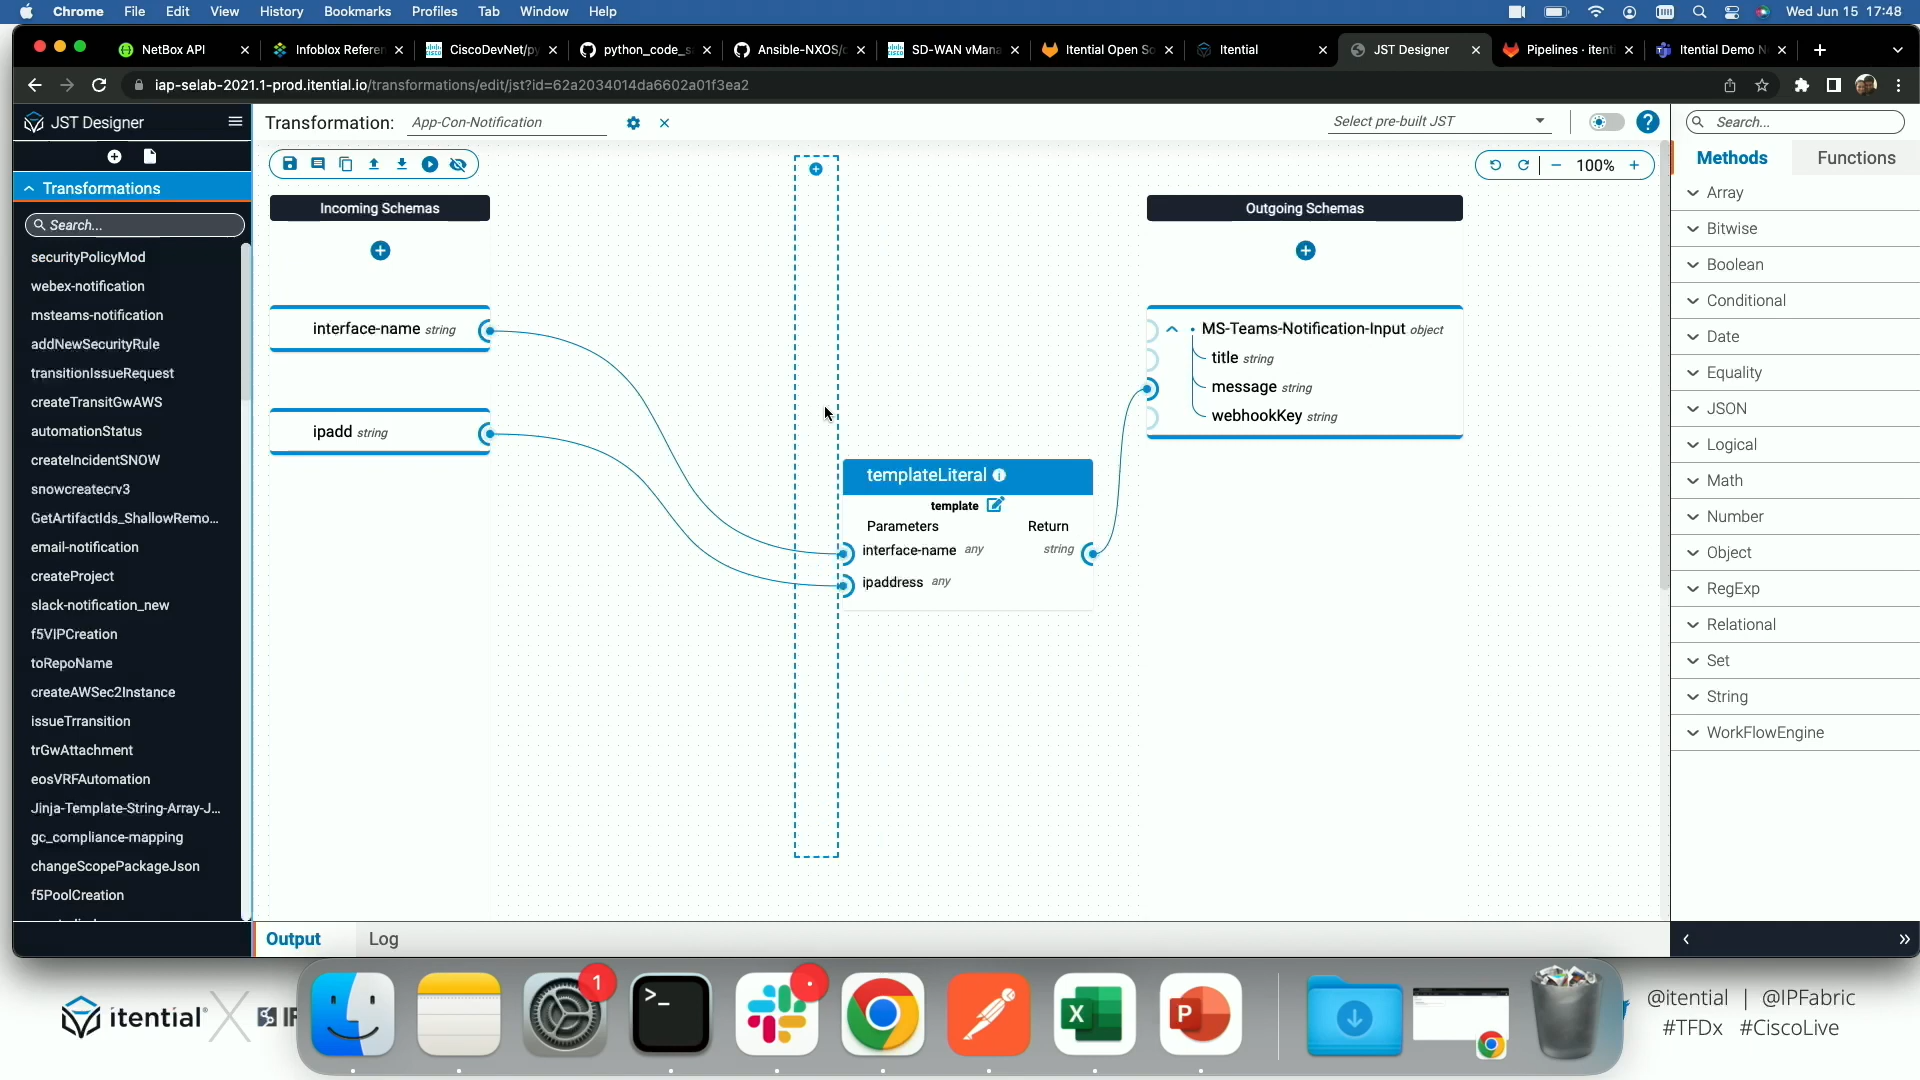 Chrome File Edit View History Bookmarks Profiles Tab Window Help Wed Jun 15 17:48
NetBox API
Infoblox Referen
CiscoDevNet/py
python_code_s
Ansible-NXOS/
SD-WAN vMana
Itential Open So
Itential
JST Designer
Pipelines · itenti
Itential Demo N
iap-selab-2021.1-prod.itential.io/transformations/edit/jst?id=62a2034014da6602a01f3ea2
JST Designer
Transformation: App-Con-Notification
Select pre-built JST
Search...
Transformations
Search...
securityPolicyMod
webex-notification
msteams-notification
addNewSecurityRule
transitionIssueRequest
createTransitGwAWS
automationStatus
createIncidentSNOW
snowcreatecrv3
GetArtifactIds_ShallowRemo...
email-notification
createProject
slack-notification_new
f5VIPCreation
toRepoName
createAWSec2Instance
issueTrransition
trGwAttachment
eosVRFAutomation
Jinja-Template-String-Array-J...
gc_compliance-mapping
changeScopePackageJson
f5PoolCreation
100%
Incoming Schemas
interface-name string
ipadd string
templateLiteral
template
Parameters Return
interface-name any string
ipaddress any
Outgoing Schemas
MS-Teams-Notification-Input object
title string
message string
webhookKey string
Methods Functions
Array
Bitwise
Boolean
Conditional
Date
Equality
JSON
Logical
Math
Number
Object
RegExp
Relational
Set
String
WorkFlowEngine
Output Log
1
X
P
itential
IF
@itential | @IPFabric
#TFDx #CiscoLive